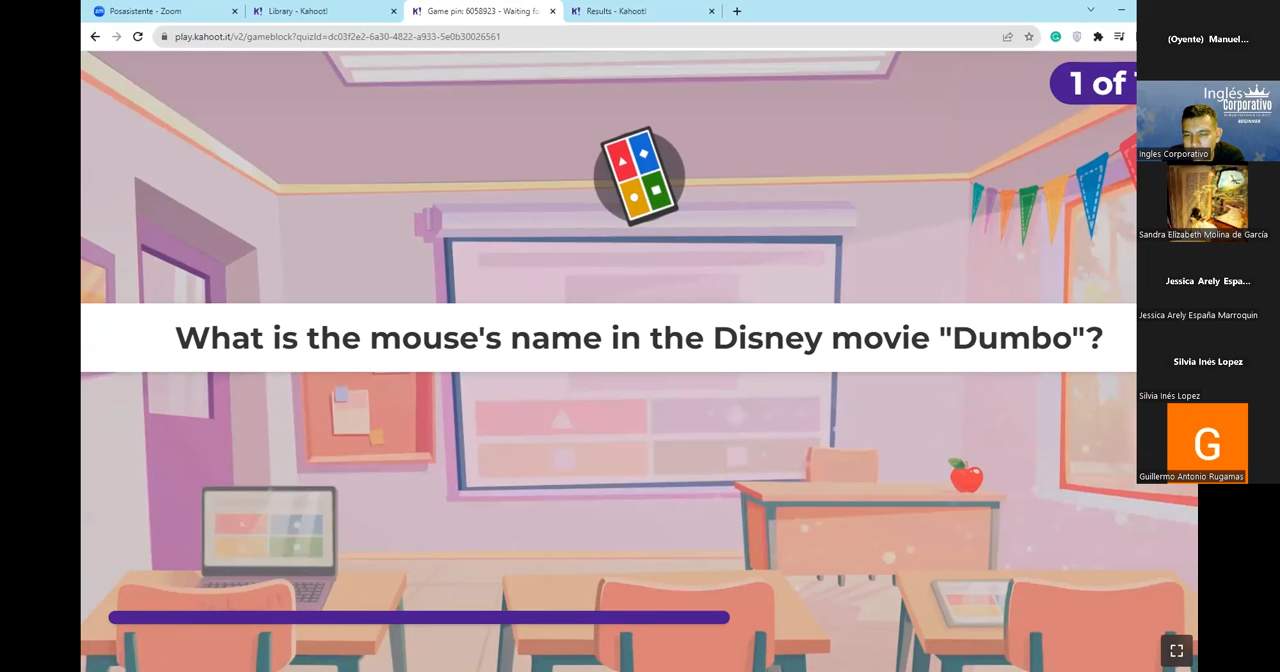 Posasistente - Zoom
Library - Kahoot!
Game pin: 6058923 - Waiting fo
Results - Kahoot!
play.kahoot.it/v2/gameblock?quizId=dc03f2e2-6a30-4822-a933-5e0b30026561
1 of
What is the mouse's name in the Disney movie "Dumbo"?
(Oyente) Manuel...
Inglés
Corporativo
BEGINNER
Ingles Corporativo
Sandra Elizabeth Molina de García
Jessica Arely Espa...
Jessica Arely España Marroquin
Silvia Inés Lopez
Silvia Inés Lopez
G
Guillermo Antonio Rugamas